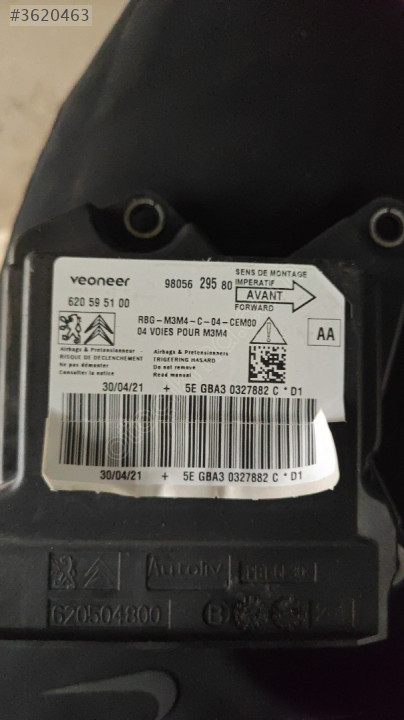 #3620463
veoneer
98056 295 80
SENS DE MONTAGE
IMPERATIF
AVANT
FORWARD
620 59 51 00
RBG-M3M4-C-04-CEM00
04 VOIES POUR M3M4
AA
Airbags & Pretensionneur
RISQUE DE DECLENCHEMENT
Ne pas démonter
Consulter la notice
Airbags & Pretensioners
TRIGGERING HASARD
Do not remove
Read manual
30/04/21 + 5E GBA3 0327882 C * D1
30/04/21 + 5E GBA3 0327882 C * D1
Autoliv
620504800
B